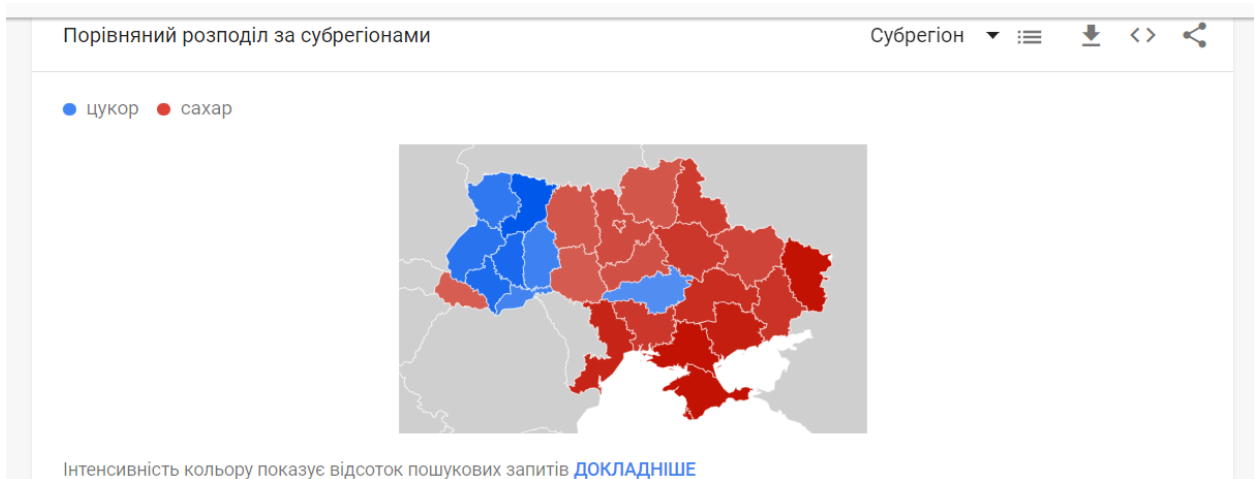 Порівняний розподіл за субрегіонами
Субрегіон
цукор сахар
Інтенсивність кольору показує відсоток пошукових запитів ДОКЛАДНІШЕ